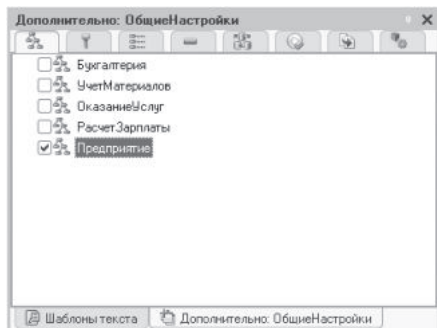 Дополнительно: ОбщиеНастройки
Бухгалтерия
УчетМатериалов
ОказаниеУслуг
РасчетЗарплаты
Предприятие
Шаблоны текста
Дополнительно: ОбщиеНастройки